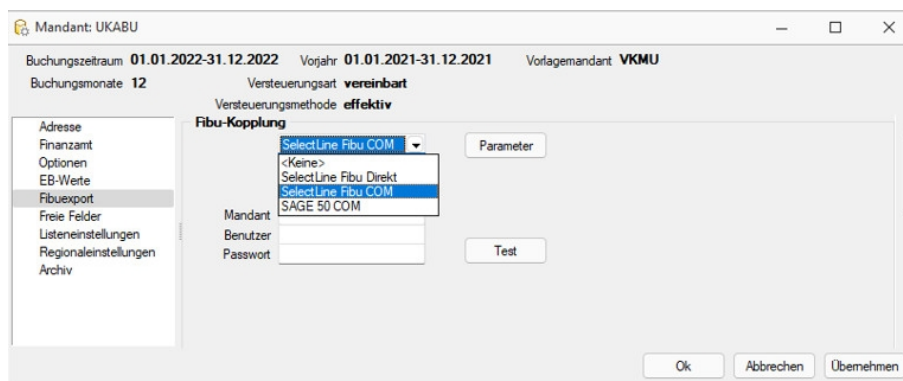 Mandant: UKABU
Buchungszeitraum 01.01.2022-31.12.2022 Vorjahr 01.01.2021-31.12.2021 Vorlagemandant VKMU
Buchungsmonate 12 Versteuerungsart vereinbart
Versteuerungsmethode effektiv
Adresse
Finanzamt
Optionen
EB-Werte
Fibuexport
Freie Felder
Listeneinstellungen
Regionaleinstellungen
Archiv
Fibu-Kopplung
SelectLine Fibu COM Parameter
<Keine>
SelectLine Fibu Direkt
SelectLine Fibu COM
SAGE 50 COM
Mandant
Benutzer
Passwort Test
Ok Abbrechen Übernehmen